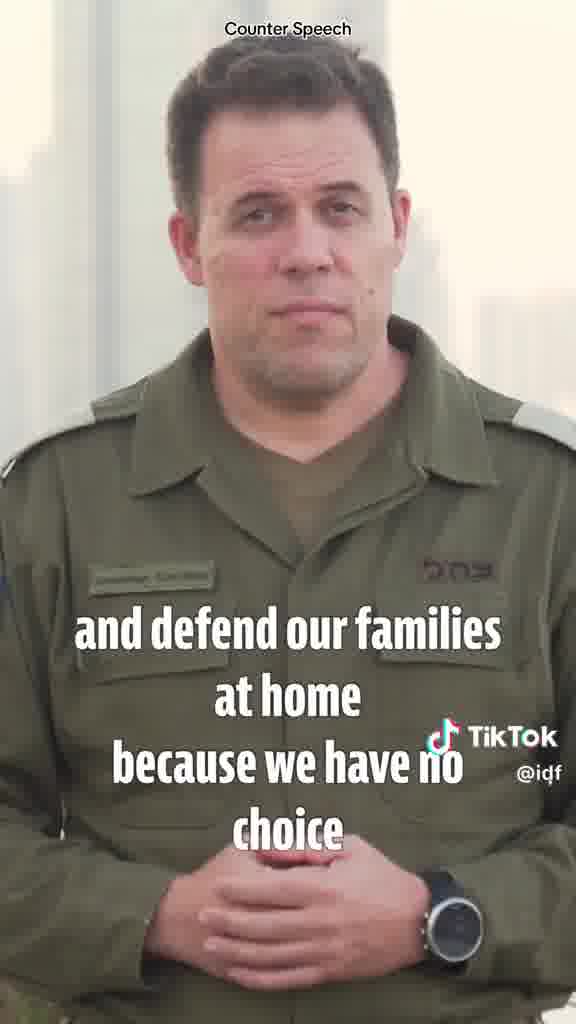 Counter Speech
צה"ל
and defend our families
at home
because we have no
choice
TikTok
@idf